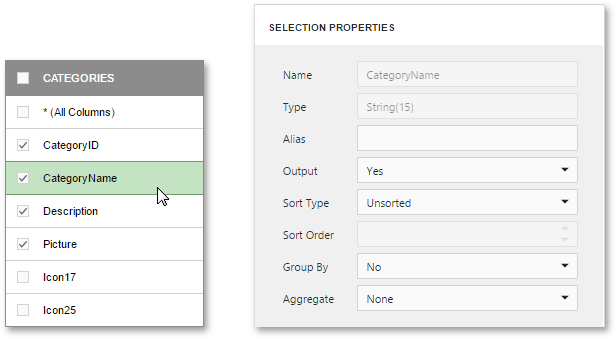 CATEGORIES
* (All Columns)
CategoryID
CategoryName
Description
Picture
Icon17
Icon25
SELECTION PROPERTIES
Name CategoryName
Type String(15)
Alias
Output Yes
Sort Type Unsorted
Sort Order
Group By No
Aggregate None